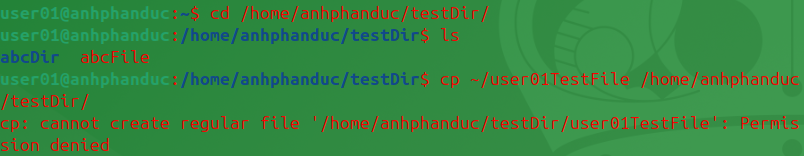 user01@anhphanduc:~$ cd /home/anhphanduc/testDir/
user01@anhphanduc:/home/anhphanduc/testDir$ ls
abcDir  abcFile
user01@anhphanduc:/home/anhphanduc/testDir$ cp ~/user01TestFile /home/anhphanduc
/testDir/
cp: cannot create regular file '/home/anhphanduc/testDir/user01TestFile': Permis
sion denied